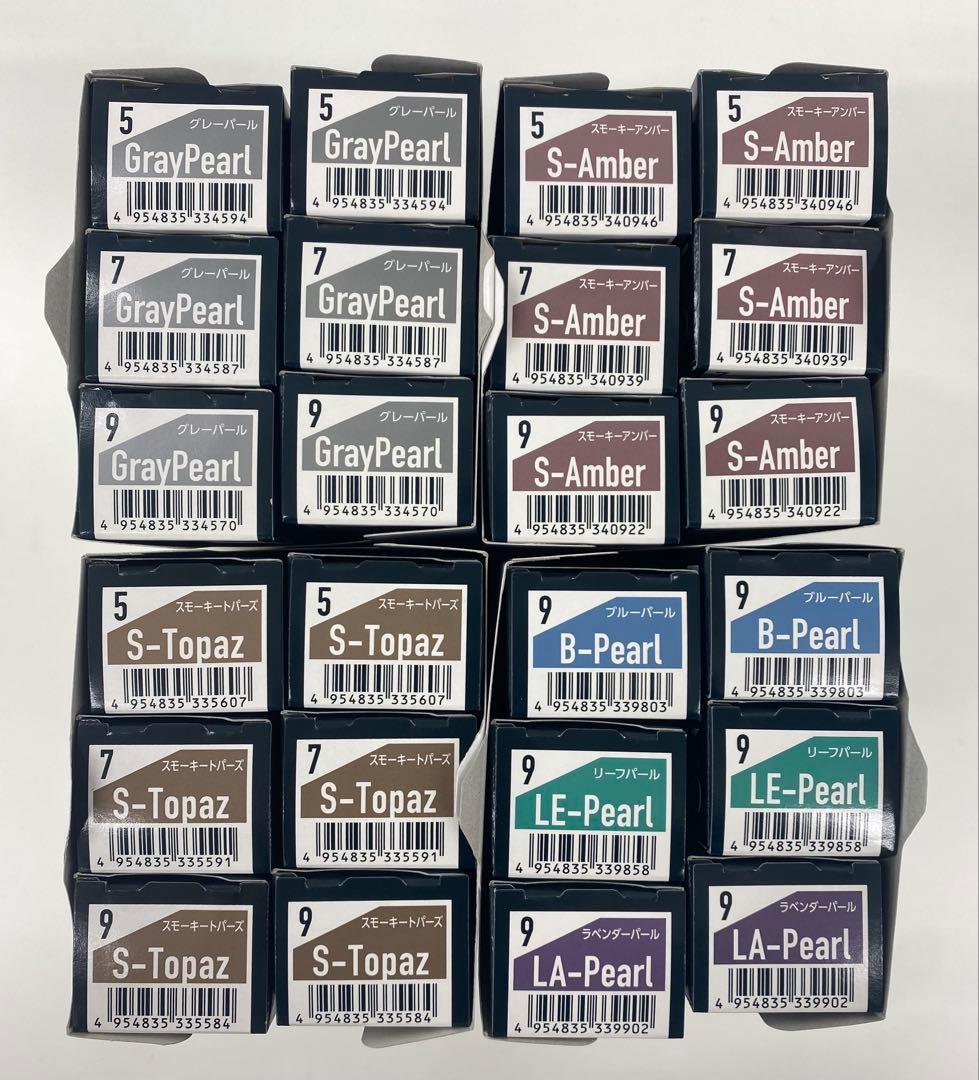 5
グレーパール
GrayPearl
4 954835 334594
5
グレーパール
GrayPearl
4 954835 334594
5
スモーキーアンバー
S-Amber
4 954835 340946
5
スモーキーアンバー
S-Amber
4 954835 340946
7
グレーパール
GrayPearl
4 954835 334587
7
グレーパール
GrayPearl
4 954835 334587
7
スモーキーアンバー
S-Amber
4 954835 340939
7
スモーキーアンバー
S-Amber
4 954835 340939
9
グレーパール
GrayPearl
4 954835 334570
9
グレーパール
GrayPearl
4 954835 334570
9
スモーキーアンバー
S-Amber
4 954835 340922
9
スモーキーアンバー
S-Amber
4 954835 340922
5
スモーキートパーズ
S-Topaz
4 954835 335607
5
スモーキートパーズ
S-Topaz
4 954835 335607
9
ブルーパール
B-Pearl
4 954835 339803
9
ブルーパール
B-Pearl
4 954835 339803
7
スモーキートパーズ
S-Topaz
4 954835 335591
7
スモーキートパーズ
S-Topaz
4 954835 335591
9
リーフパール
LE-Pearl
4 954835 339858
9
リーフパール
LE-Pearl
4 954835 339858
9
スモーキートパーズ
S-Topaz
4 954835 335584
9
スモーキートパーズ
S-Topaz
4 954835 335584
9
ラベンダーパール
LA-Pearl
4 954835 339902
9
ラベンダーパール
LA-Pearl
4 954835 339902